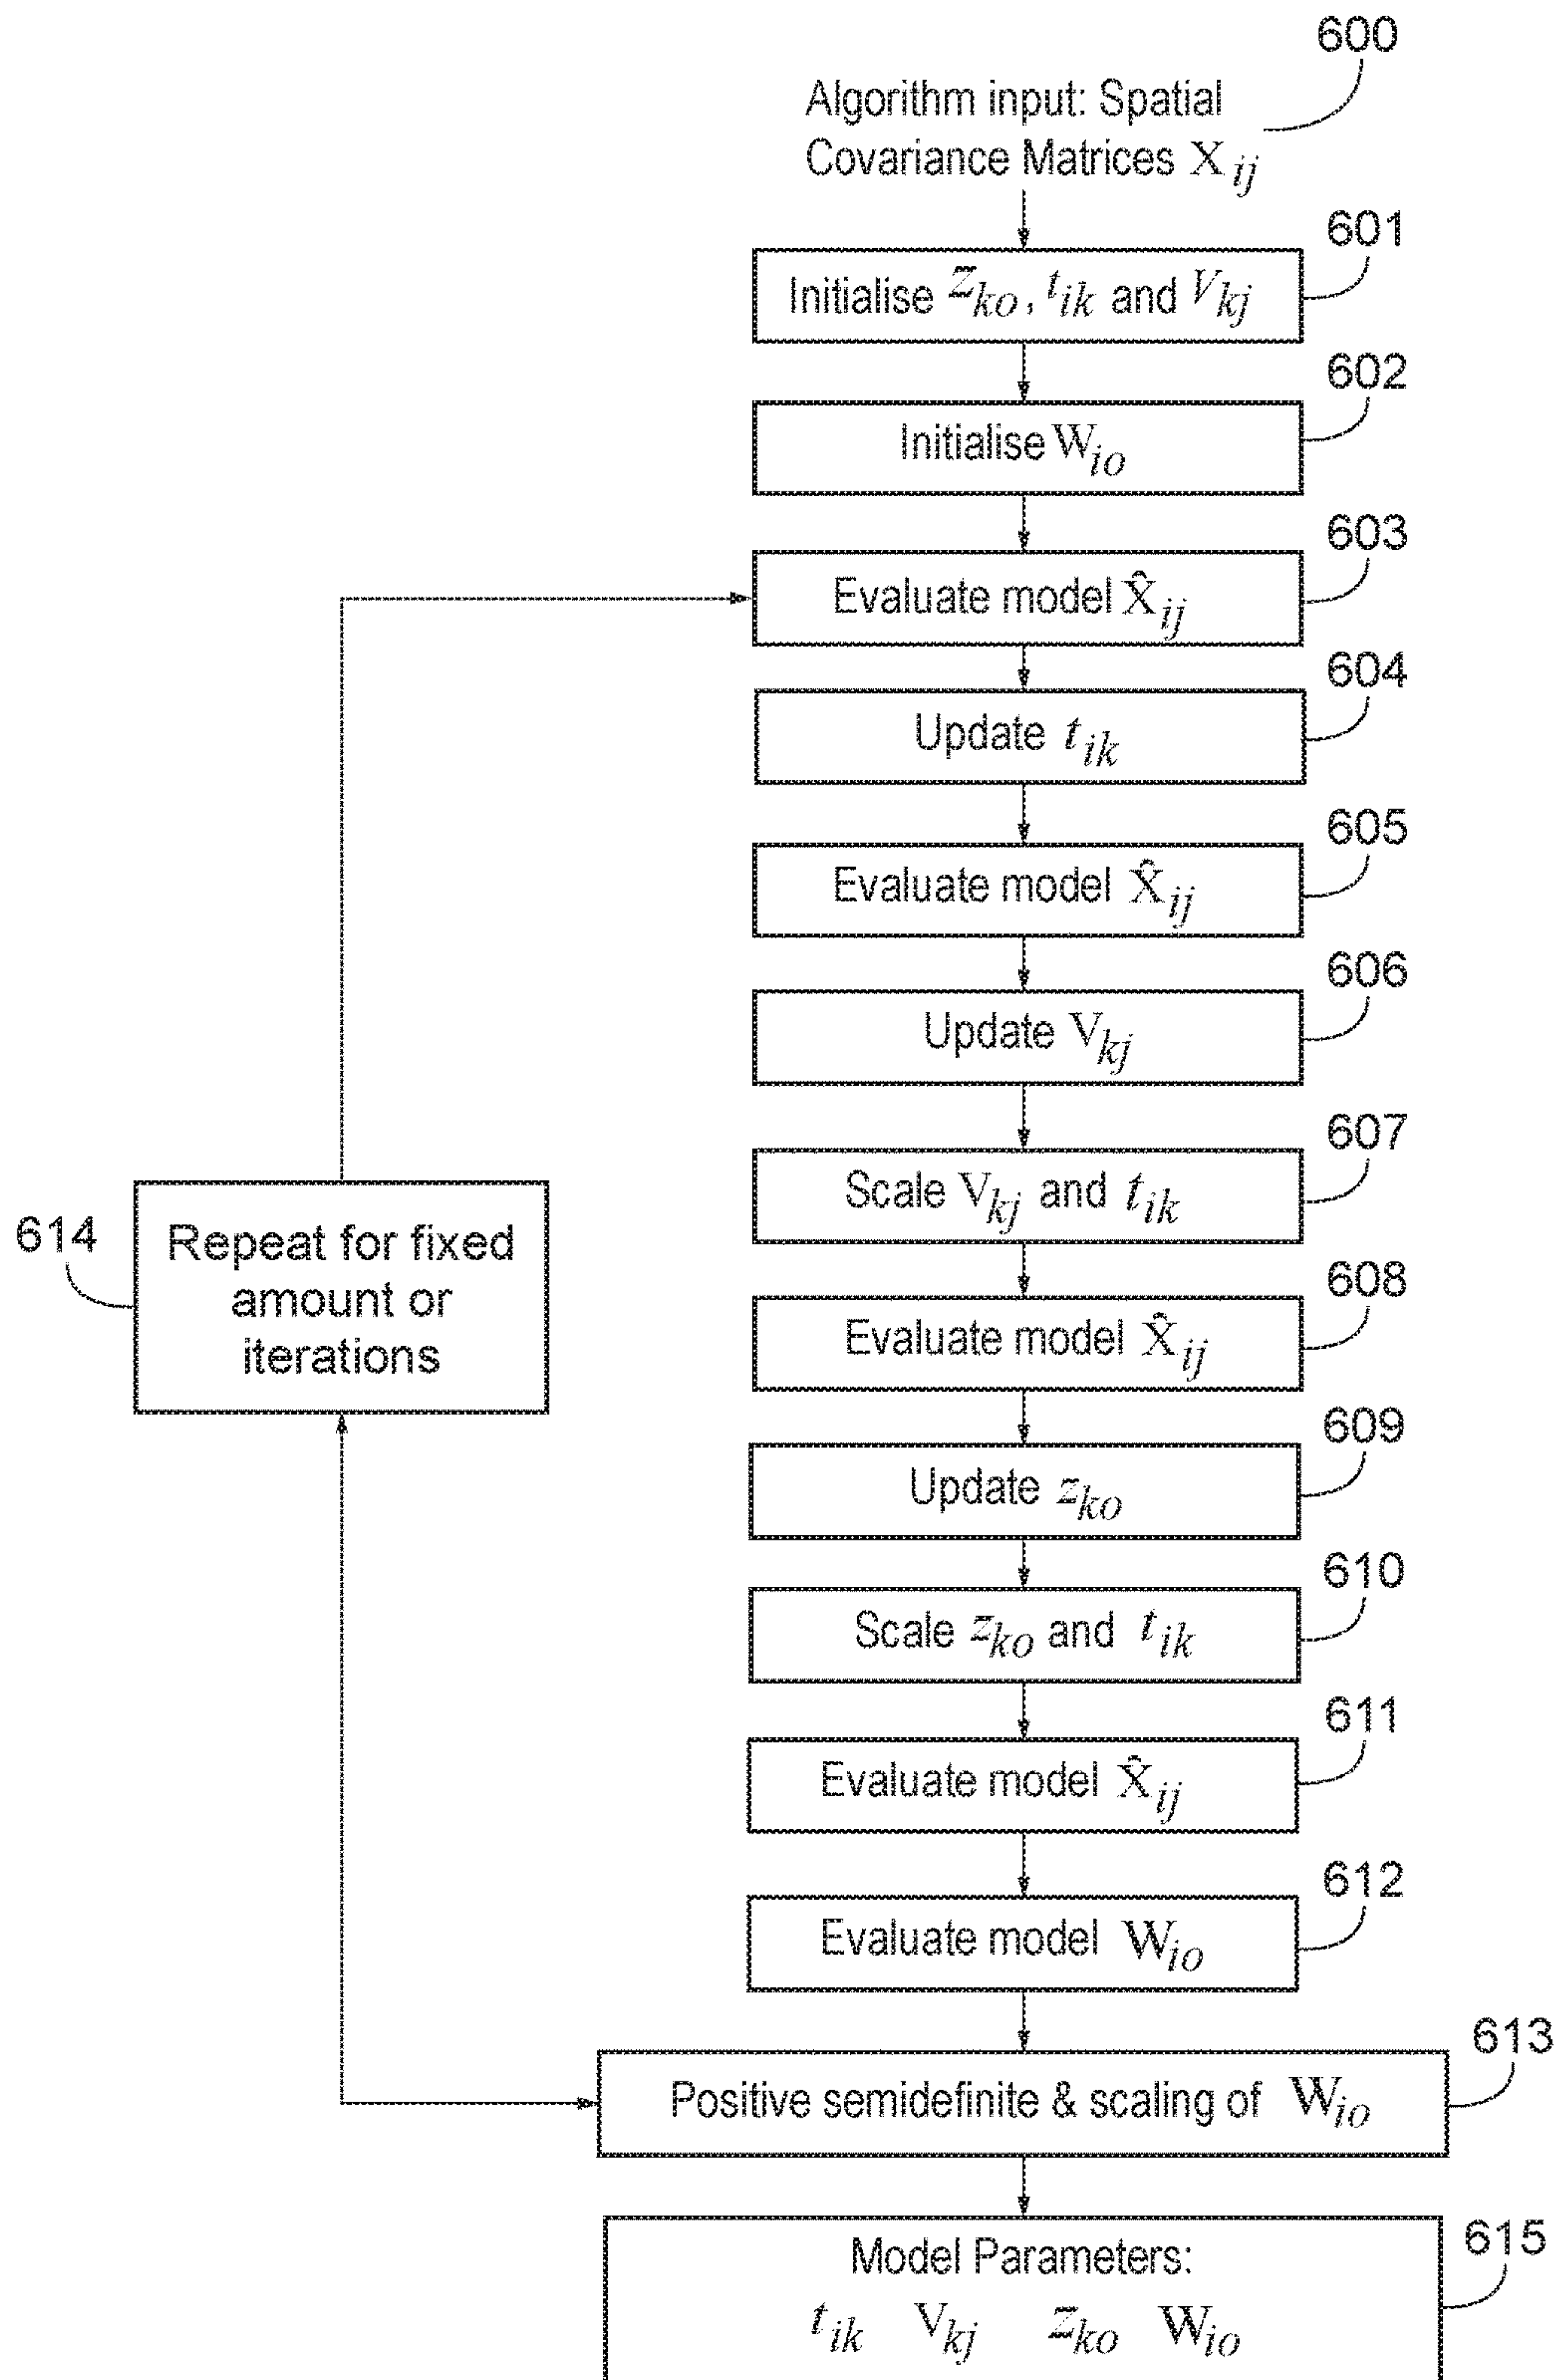 600
Algorithm input: Spatial
Covariance Matrices X_ij
601
Initialise z_ko, t_ik and V_kj
602
Initialise W_io
603
Evaluate model X̂_ij
604
Update t_ik
605
Evaluate model X̂_ij
606
Update V_kj
607
Scale V_kj and t_ik
614
Repeat for fixed
amount or
iterations
608
Evaluate model X̂_ij
609
Update z_ko
610
Scale z_ko and t_ik
611
Evaluate model X̂_ij
612
Evaluate model W_io
613
Positive semidefinite & scaling of W_io
615
Model Parameters:
t_ik V_kj z_ko W_io